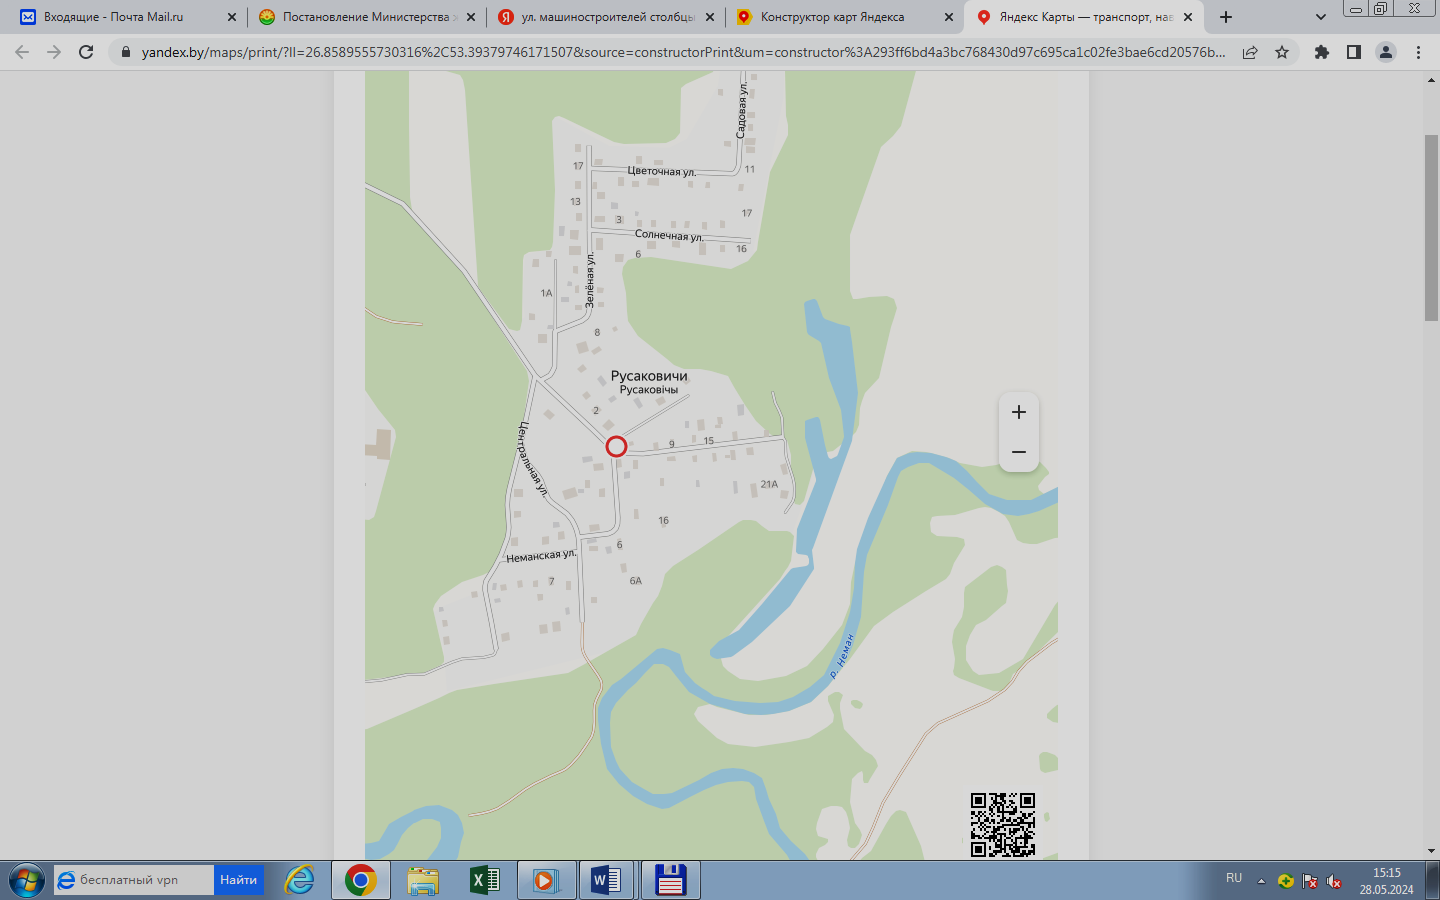 Входящие - Почта Mail.ru
Постановление Министерства
ул. машиностроителей столбцы
Конструктор карт Яндекса
Яндекс Карты — транспорт, нав
yandex.by/maps/print/?ll=26.8589555730316%2C53.39379746171507&source=constructorPrint&um=constructor%3A293ff6bd4a3bc768430d97c695ca1c02fe3bae6cd20576b...
Садовая ул.
17
Цветочная ул.
11
13
3
17
Солнечная ул.
6
16
Зелёная ул.
1А
8
Русаковичи
Русаковічы
2
Центральная ул.
9
15
21А
16
6
Неманская ул.
7
6А
р. Неман
+
−
бесплатный vpn
Найти
RU
15:15
28.05.2024